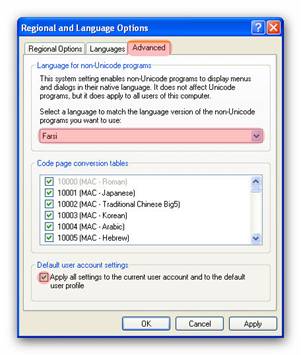 Regional and Language Options
Regional Options Languages Advanced
Language for non-Unicode programs
This system setting enables non-Unicode programs to display menus
and dialogs in their native language. It does not affect Unicode
programs, but it does apply to all users of this computer.
Select a language to match the language version of the non-Unicode
programs you want to use:
Farsi
Code page conversion tables
10000 (MAC - Roman)
10001 (MAC - Japanese)
10002 (MAC - Traditional Chinese Big5)
10003 (MAC - Korean)
10004 (MAC - Arabic)
10005 (MAC - Hebrew)
Default user account settings
Apply all settings to the current user account and to the default
user profile
OK Cancel Apply